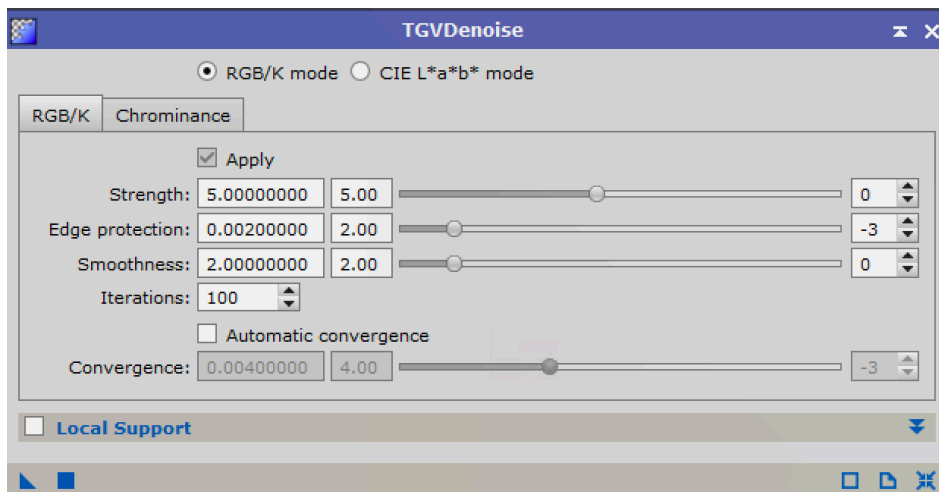 TGVDenoise
RGB/K mode CIE L*a*b* mode
RGB/K Chrominance
Apply
Strength: 5.00000000 5.00 0
Edge protection: 0.00200000 2.00 -3
Smoothness: 2.00000000 2.00 0
Iterations: 100
Automatic convergence
Convergence: 0.00400000 4.00 -3
Local Support